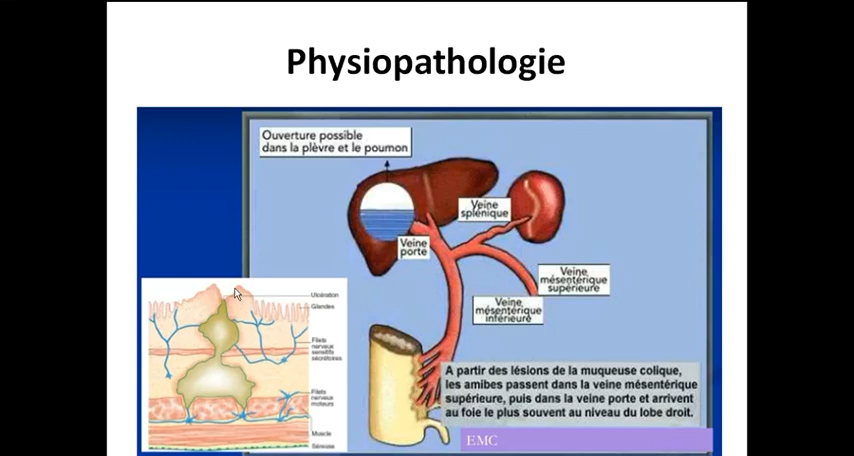 Physiopathologie
Ouverture possible
dans la plèvre et le poumon
Veine
splénique
Veine
porte
Veine
mésentérique
supérieure
Veine
mésentérique
inférieure
Ulcération
Glandes
Filets
nerveux
sensitifs
sécrétoires
Filets
nerveux
moteurs
Muscle
Séreuse
A partir des lésions de la muqueuse colique,
les amibes passent dans la veine mésentérique
supérieure, puis dans la veine porte et arrivent
au foie le plus souvent au niveau du lobe droit.
EMC